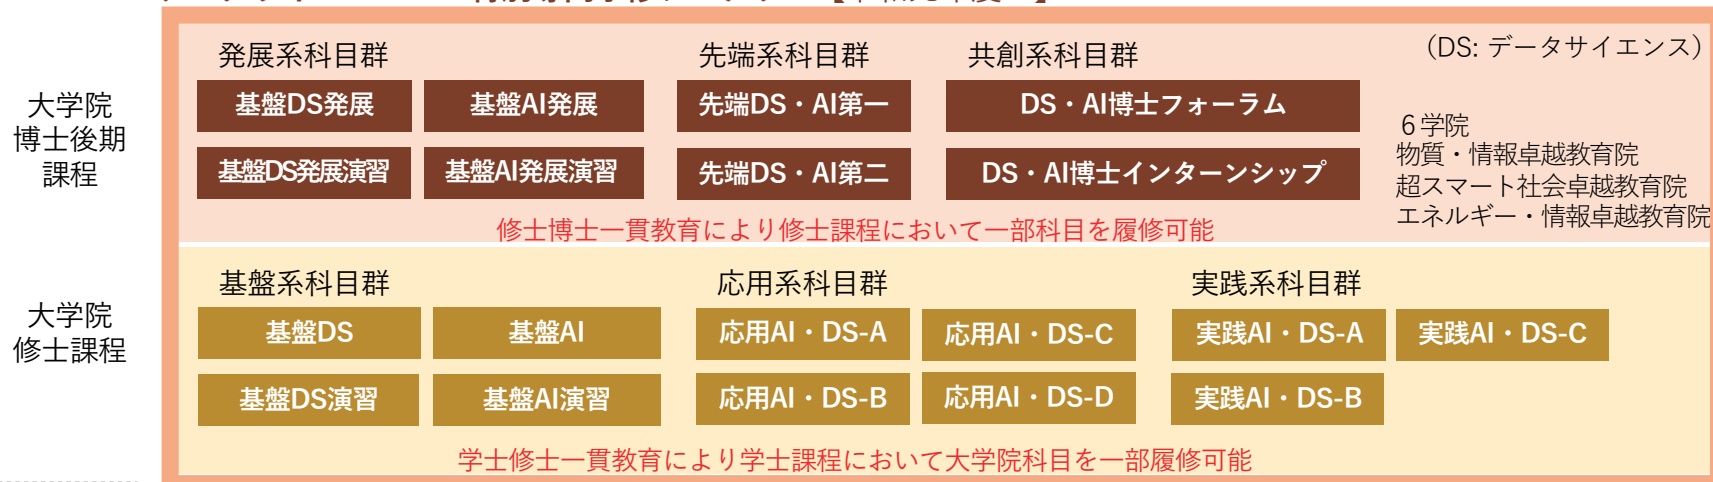 (DS: データサイエンス)
大学院
博士後期
課程
発展系科目群
先端系科目群
共創系科目群
基盤DS発展
基盤AI発展
先端DS・AI第一
DS・AI博士フォーラム
基盤DS発展演習
基盤AI発展演習
先端DS・AI第二
DS・AI博士インターンシップ
6学院
物質・情報卓越教育院
超スマート社会卓越教育院
エネルギー・情報卓越教育院
修士博士一貫教育により修士課程において一部科目を履修可能
大学院
修士課程
基盤系科目群
応用系科目群
実践系科目群
基盤DS
基盤AI
応用AI・DS-A
応用AI・DS-C
実践AI・DS-A
実践AI・DS-C
基盤DS演習
基盤AI演習
応用AI・DS-B
応用AI・DS-D
実践AI・DS-B
学士修士一貫教育により学士課程において大学院科目を一部履修可能